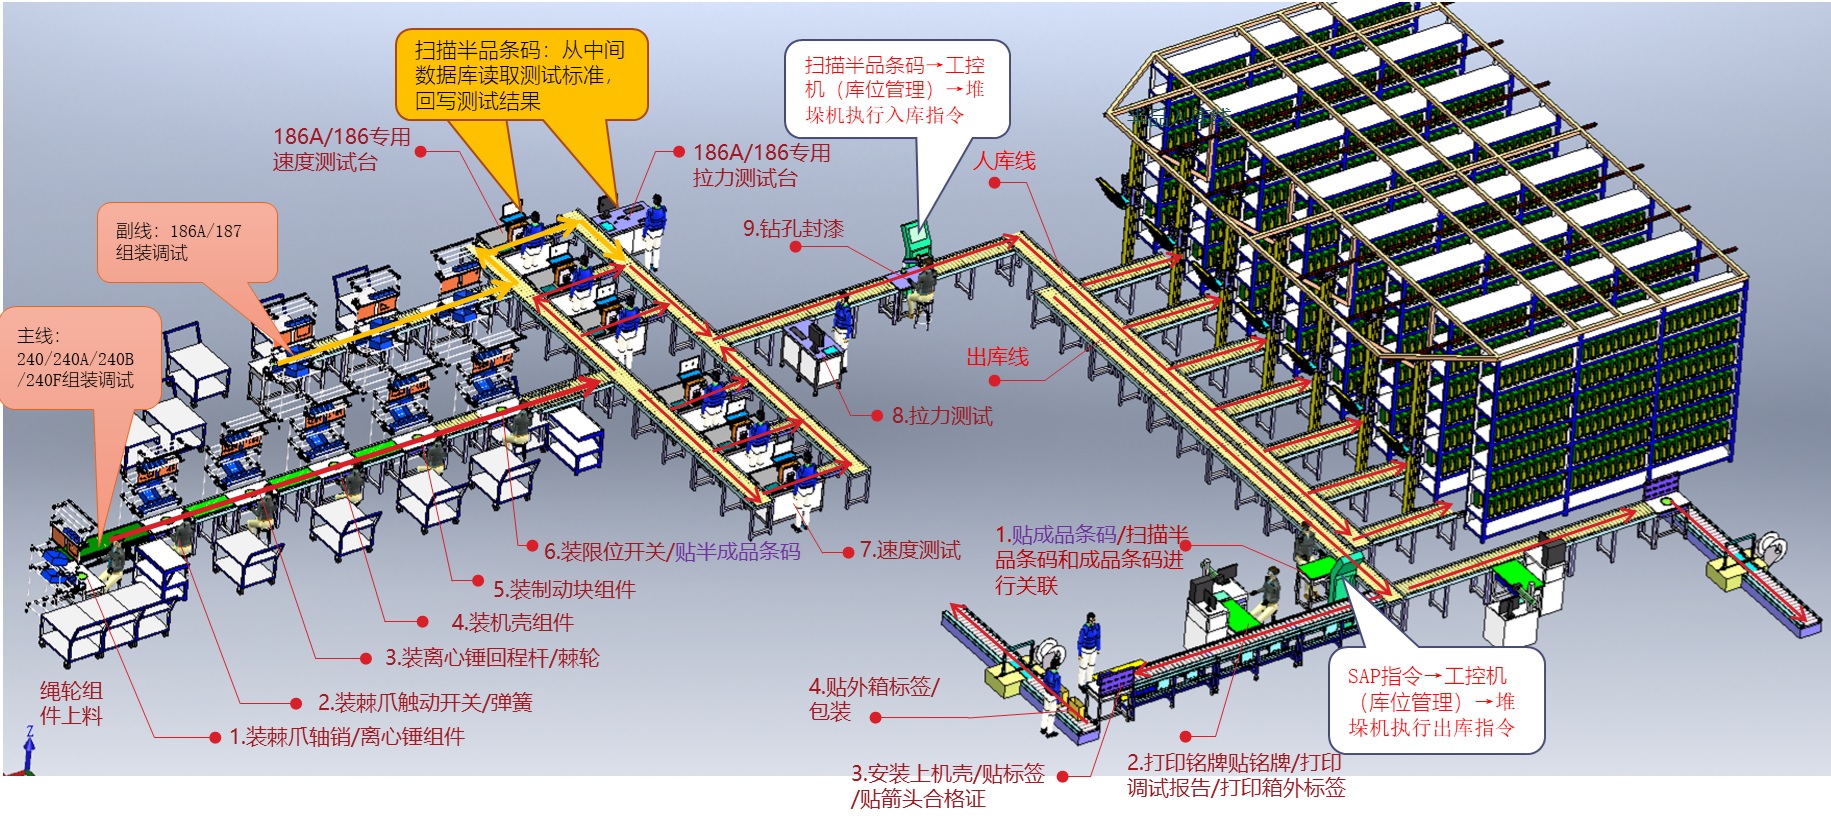 扫描半品条码：从中间
数据库读取测试标准，
回写测试结果
扫描半品条码→工控
机（库位管理）→堆
垛机执行入库指令
186A/186专用
速度测试台
186A/186专用
拉力测试台
人库线
副线：186A/187
组装调试
9.钻孔封漆
主线：
240/240A/240B
/240F组装调试
出库线
8.拉力测试
6.装限位开关/贴半成品条码
7.速度测试
1.贴成品条码/扫描半
品条码和成品条码进
行关联
5.装制动块组件
4.装机壳组件
3.装离心锤回程杆/棘轮
绳轮组
件上料
2.装棘爪触动开关/弹簧
1.装棘爪轴销/离心锤组件
4.贴外箱标签/
包装
SAP指令→工控机
（库位管理）→堆
垛机执行出库指令
3.安装上机壳/贴标签
/贴箭头合格证
2.打印铭牌贴铭牌/打印
调试报告/打印箱外标签
Z